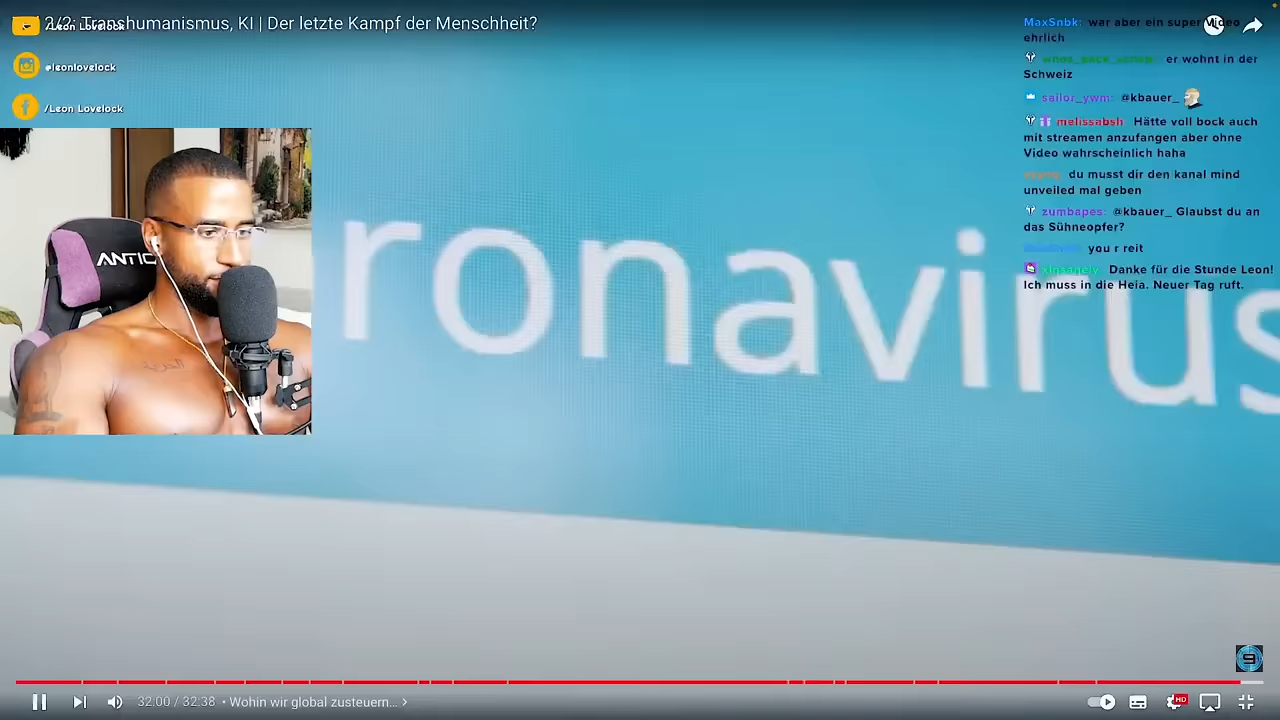 2/2: Transhumanismus, KI | Der letzte Kampf der Menschheit?
/Leon Lovelock
@leonlovelock
/Leon Lovelock
ANTIC
ronavirus
MaxSnbk: war aber ein super Video
ehrlich
er wohnt in der
Schweiz
sailor_ywm: @kbauer_
melissabsh Hätte voll bock auch
mit streamen anzufangen aber ohne
Video wahrscheinlich haha
du musst dir den kanal mind
unveiled mal geben
zumbapes: @kbauer_ Glaubst du an
das Sühneopfer?
you r reit
Danke für die Stunde Leon!
Ich muss in die Heia. Neuer Tag ruft.
32:00 / 32:38 • Wohin wir global zusteuern... >
HD